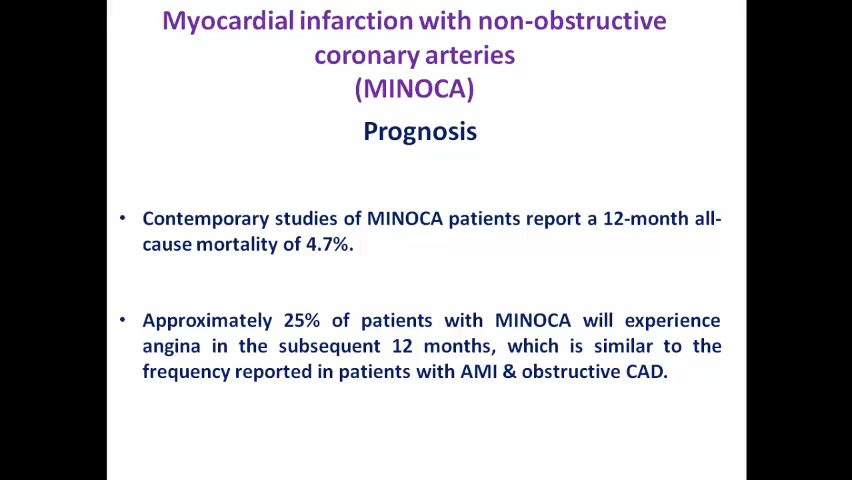 Myocardial infarction with non-obstructive
coronary arteries
(MINOCA)
Prognosis
• Contemporary studies of MINOCA patients report a 12-month all-
cause mortality of 4.7%.
• Approximately 25% of patients with MINOCA will experience
angina in the subsequent 12 months, which is similar to the
frequency reported in patients with AMI & obstructive CAD.